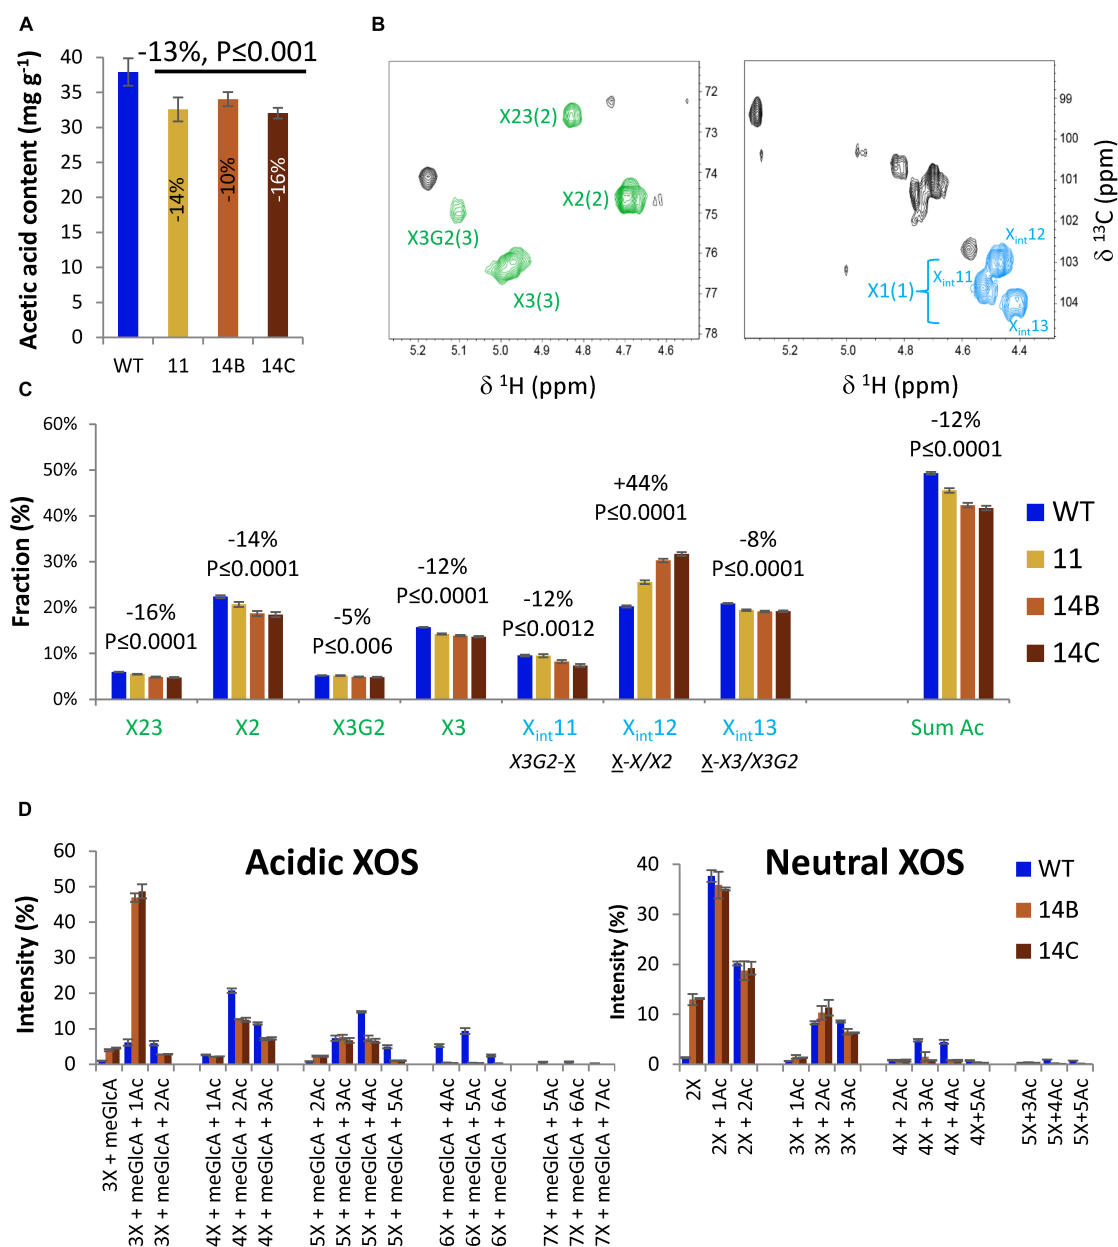 A
Acetic acid content (mg g-1)
40
35
30
25
20
15
10
5
0
-13%, P≤0.001
-14%
-10%
-16%
WT 11 14B 14C
B
X23(2)
X2(2)
X3G2(3)
X3(3)
72
73
74
75
76
77
78
5.2 5.1 5.0 4.9 4.8 4.7 4.6
δ 1H (ppm)
Xint12
X1(1)
Xint11
Xint13
99
100
101
102
103
104
δ 13C (ppm)
5.2 5.0 4.8 4.6 4.4
δ 1H (ppm)
C
Fraction (%)
60%
50%
40%
30%
20%
10%
0%
-16%
P≤0.0001
-14%
P≤0.0001
-5%
P≤0.006
-12%
P≤0.0001
-12%
P≤0.0012
+44%
P≤0.0001
-8%
P≤0.0001
-12%
P≤0.0001
WT
11
14B
14C
X23 X2 X3G2 X3 Xint11 Xint12 Xint13 Sum Ac
X3G2-X X-X/X2 X-X3/X3G2
D
Acidic XOS
Intensity (%)
60
50
40
30
20
10
0
3X + meGlcA
3X + meGlcA + 1Ac
3X + meGlcA + 2Ac
4X + meGlcA + 1Ac
4X + meGlcA + 2Ac
4X + meGlcA + 3Ac
5X + meGlcA + 2Ac
5X + meGlcA + 3Ac
5X + meGlcA + 4Ac
5X + meGlcA + 5Ac
6X + meGlcA + 4Ac
6X + meGlcA + 5Ac
6X + meGlcA + 6Ac
7X + meGlcA + 5Ac
7X + meGlcA + 6Ac
7X + meGlcA + 7Ac
Neutral XOS
Intensity (%)
40
30
20
10
0
2X
2X + 1Ac
2X + 2Ac
3X + 1Ac
3X + 2Ac
3X + 3Ac
4X + 2Ac
4X + 3Ac
4X + 4Ac
4X+5Ac
5X+3Ac
5X+4Ac
5X+5Ac
WT
14B
14C